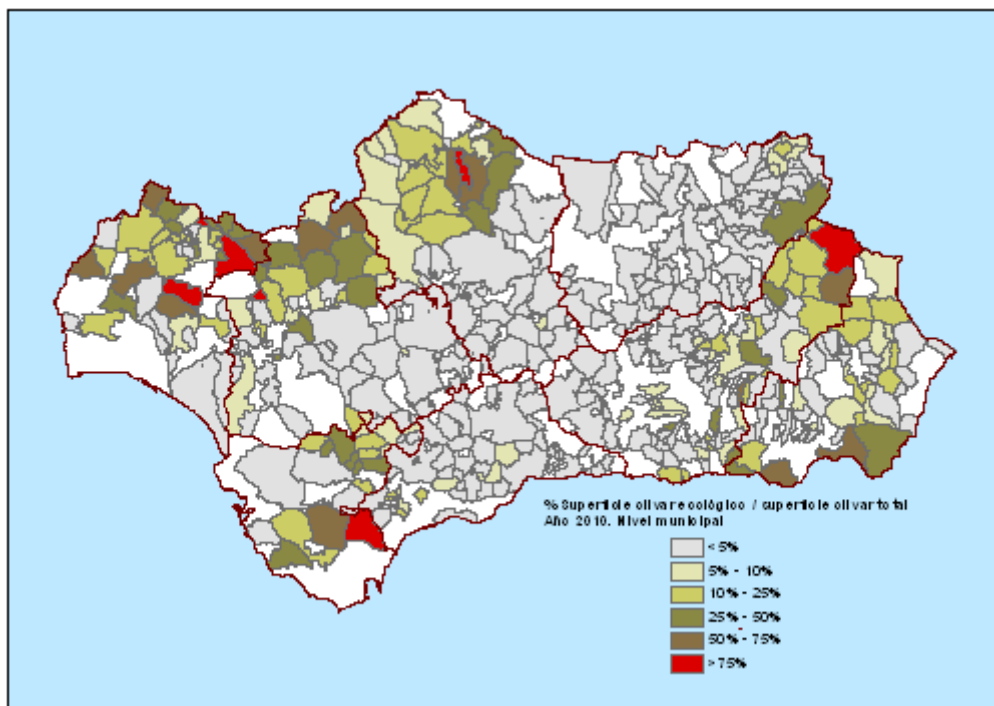 % Superficie olivar ecológico / superficie olivar total
Año 2010. Nivel municipal
< 5%
5% - 10%
10% - 25%
25% - 50%
50% - 75%
> 75%